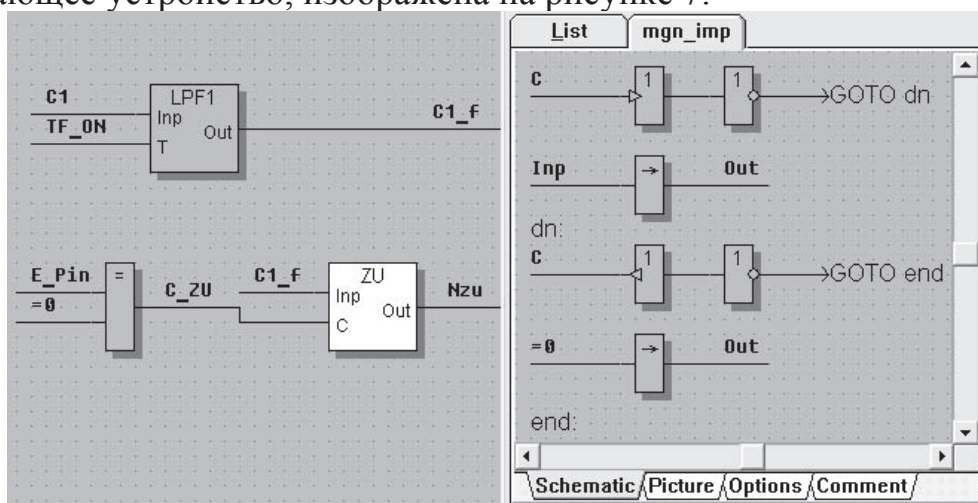 устройство, изображена на рисунке 7.
C1
LPF1
Inp
TF_ON
Out
T
C1_f
E_Pin
=
=0
C_ZU
C1_f
ZU
Inp
Out
C
Nzu
List
mgn_imp
C
1
1
GOTO dn
Inp
Out
dn:
C
1
1
GOTO end
=0
Out
end:
Schematic Picture Options Comment